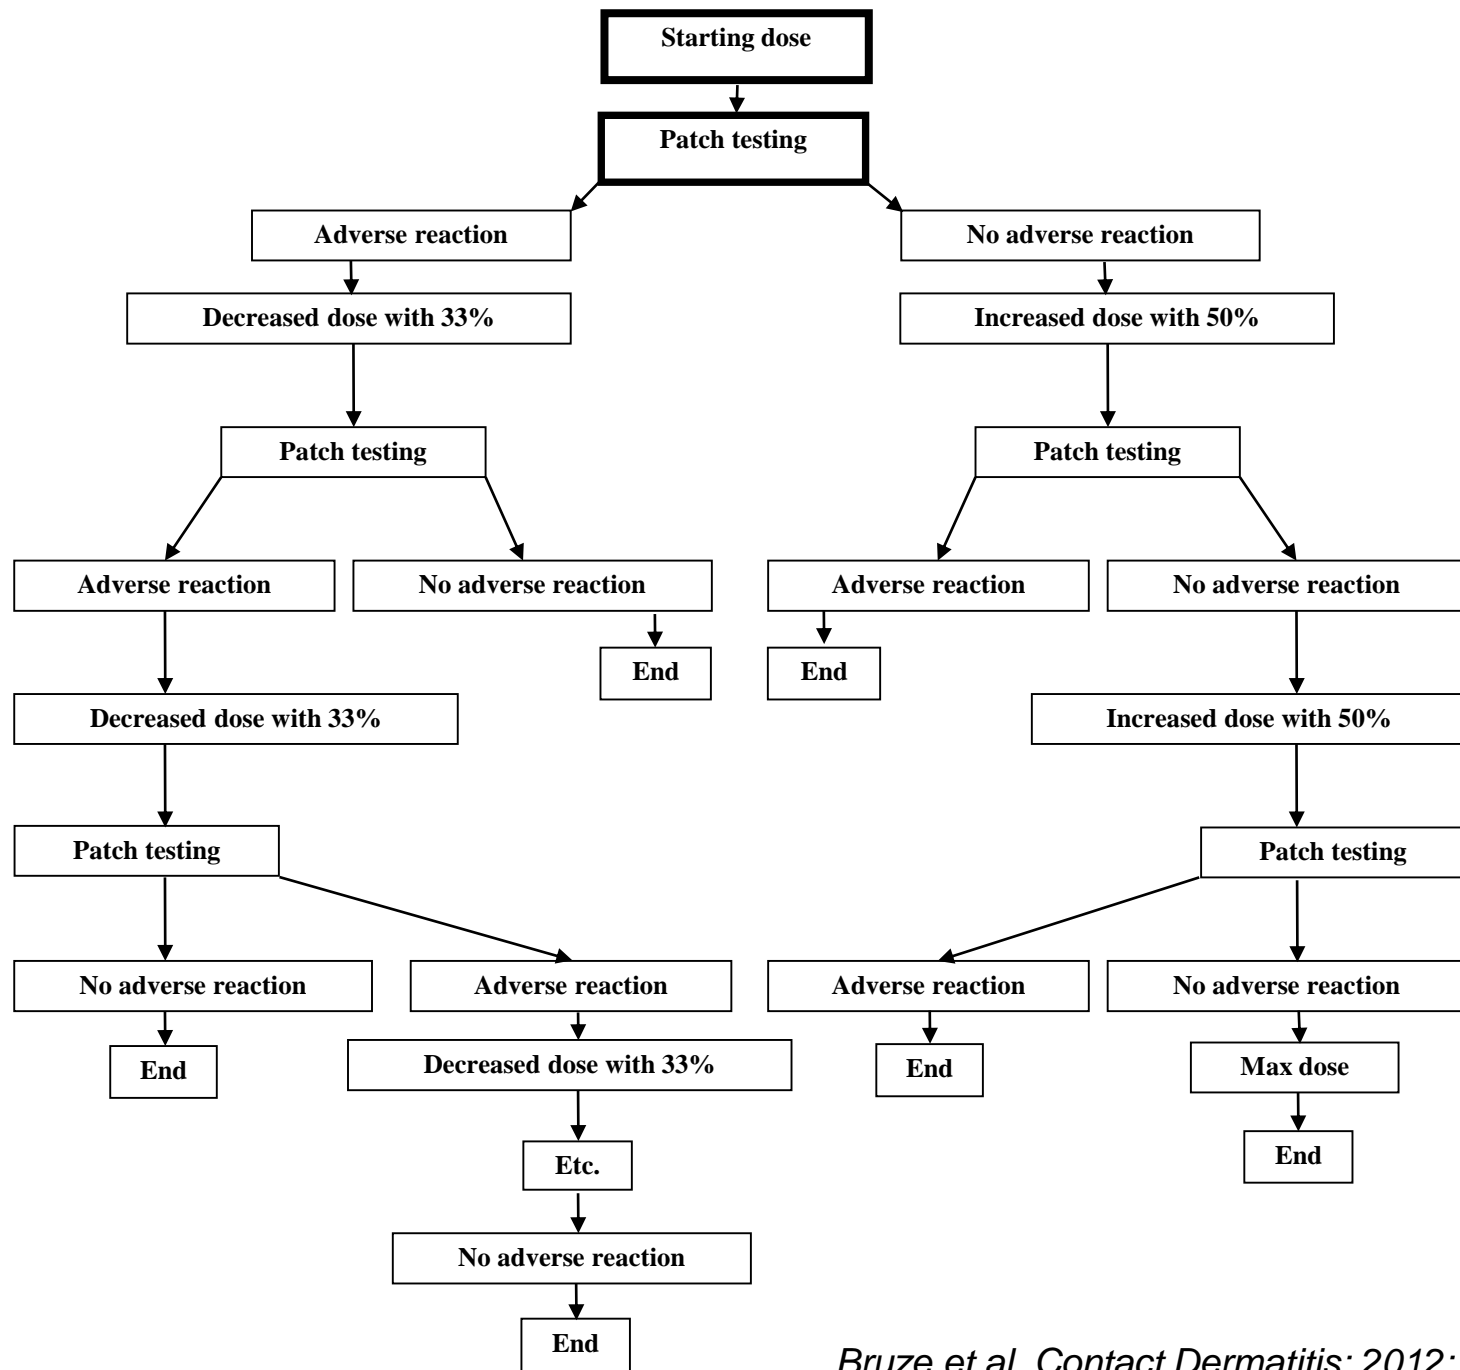 Starting dose
Patch testing
Adverse reaction
No adverse reaction
Decreased dose with 33%
Increased dose with 50%
Patch testing
Patch testing
Adverse reaction
No adverse reaction
Adverse reaction
No adverse reaction
End
End
Decreased dose with 33%
Increased dose with 50%
Patch testing
Patch testing
No adverse reaction
Adverse reaction
Adverse reaction
No adverse reaction
End
Decreased dose with 33%
End
Max dose
Etc.
End
No adverse reaction
End
Bruze et al. Contact Dermatitis: 2012: